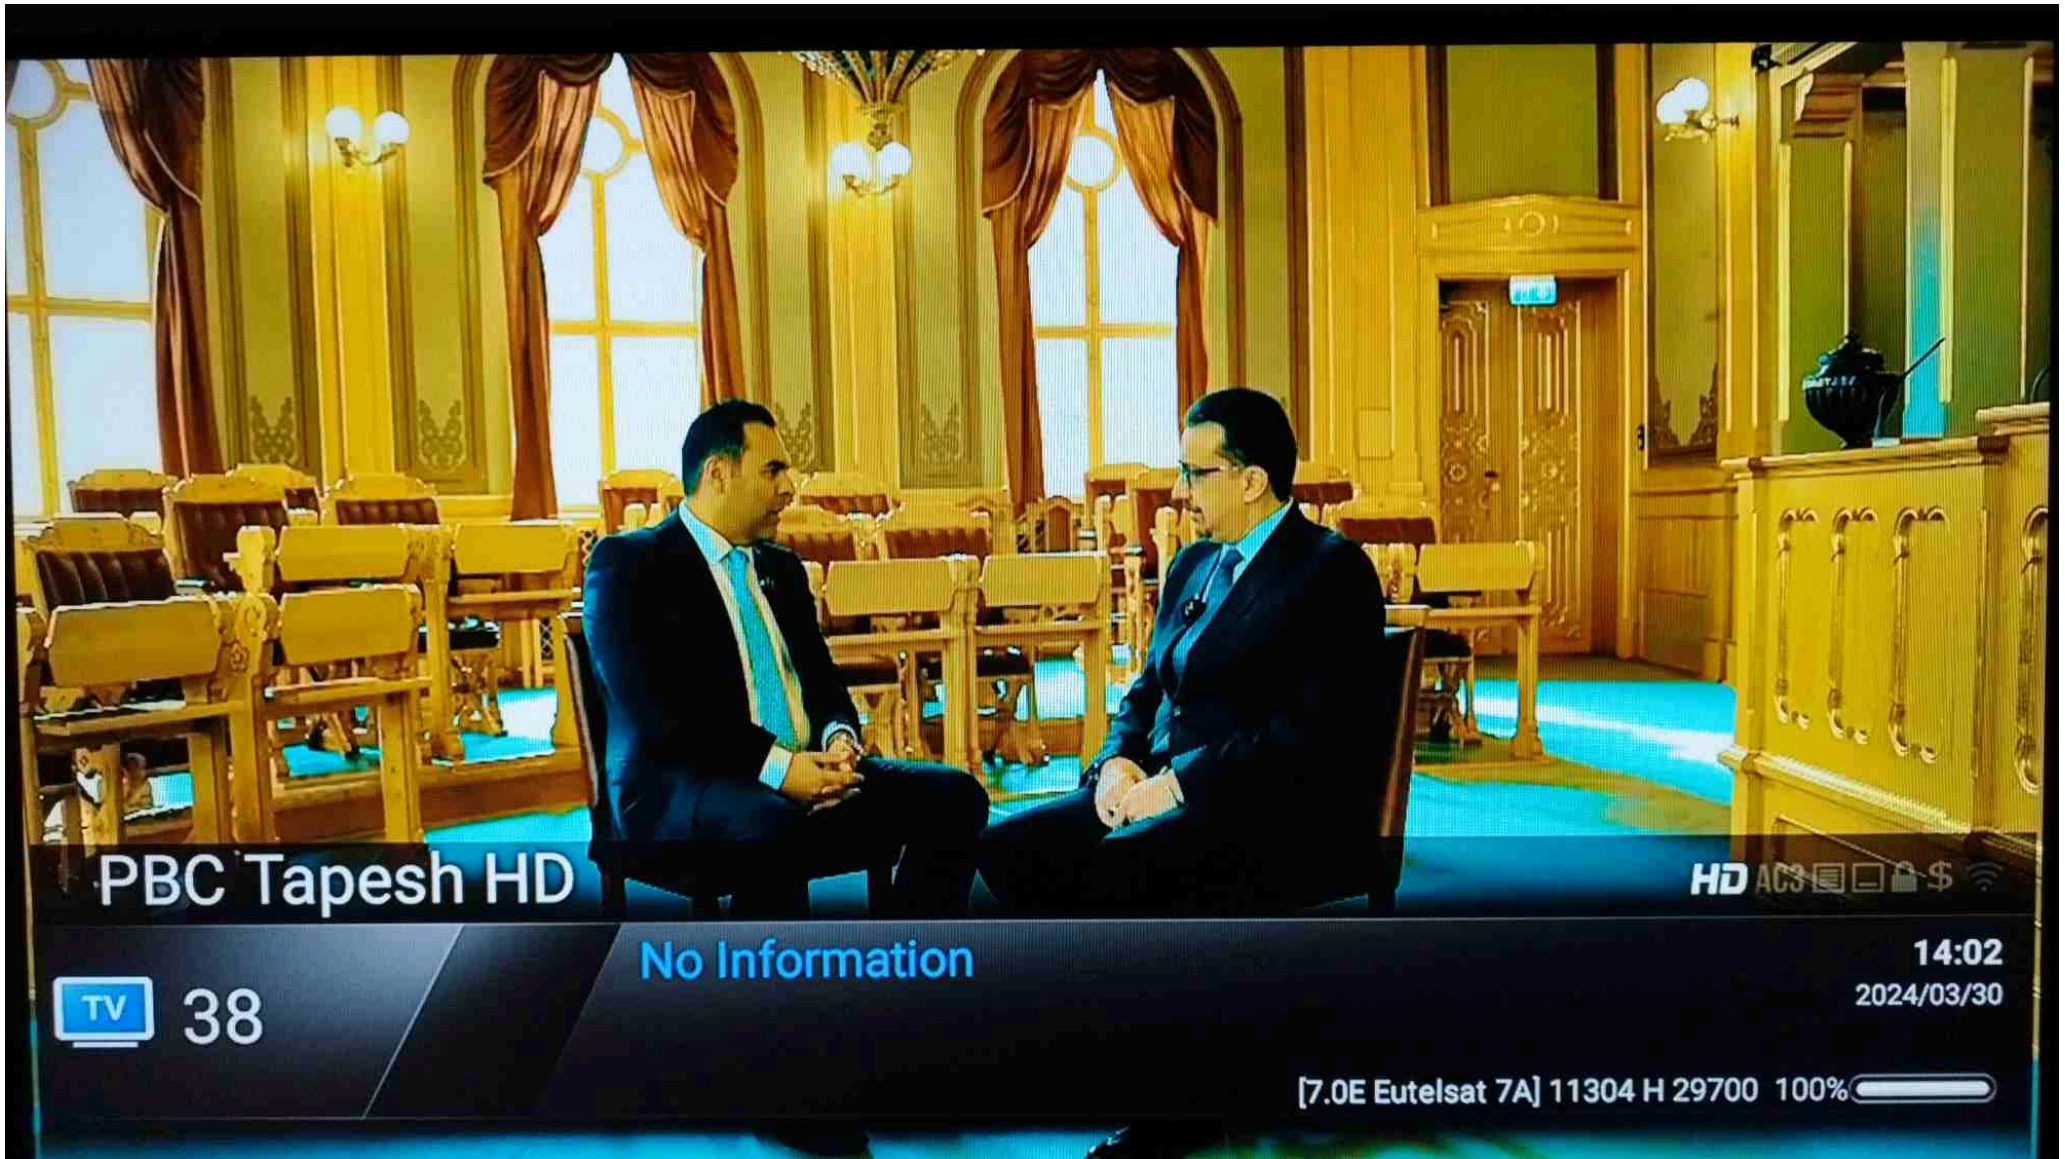 PBC Tapesh HD
HD AC3 $
TV 38
No Information
14:02
2024/03/30
[7.0E Eutelsat 7A] 11304 H 29700 100%